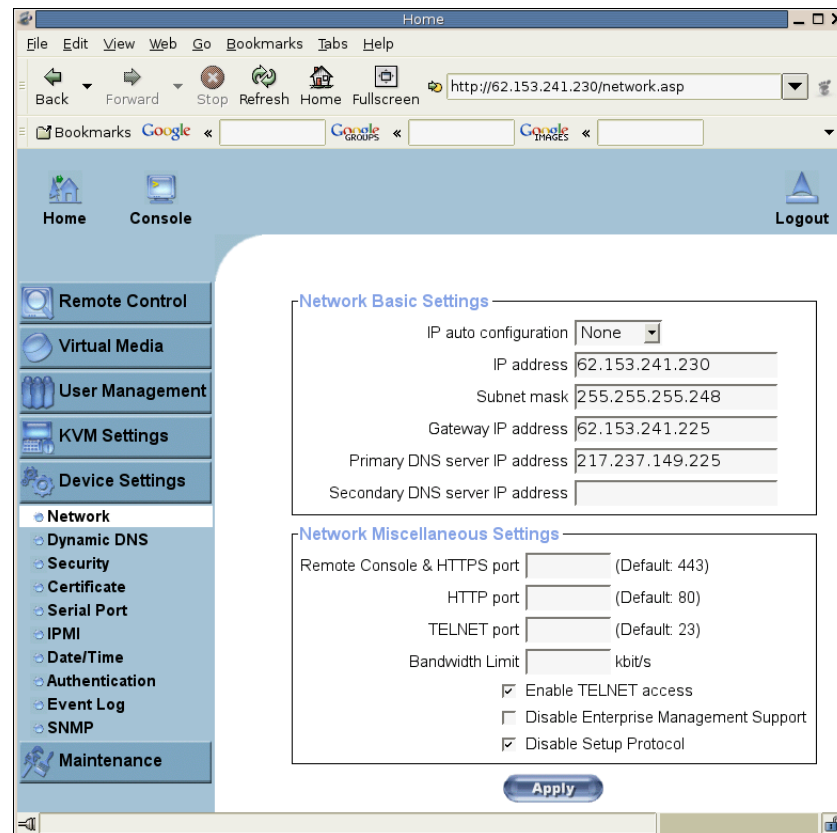 Home
File Edit View Web Go Bookmarks Tabs Help
Back Forward Stop Refresh Home Fullscreen http://62.153.241.230/network.asp
Bookmarks Google « Google GROUPS « Google IMAGES «
Home Console Logout
Remote Control
Virtual Media
User Management
KVM Settings
Device Settings
Network
Dynamic DNS
Security
Certificate
Serial Port
IPMI
Date/Time
Authentication
Event Log
SNMP
Maintenance
Network Basic Settings
IP auto configuration None
IP address 62.153.241.230
Subnet mask 255.255.255.248
Gateway IP address 62.153.241.225
Primary DNS server IP address 217.237.149.225
Secondary DNS server IP address
Network Miscellaneous Settings
Remote Console & HTTPS port (Default: 443)
HTTP port (Default: 80)
TELNET port (Default: 23)
Bandwidth Limit kbit/s
Enable TELNET access
Disable Enterprise Management Support
Disable Setup Protocol
Apply